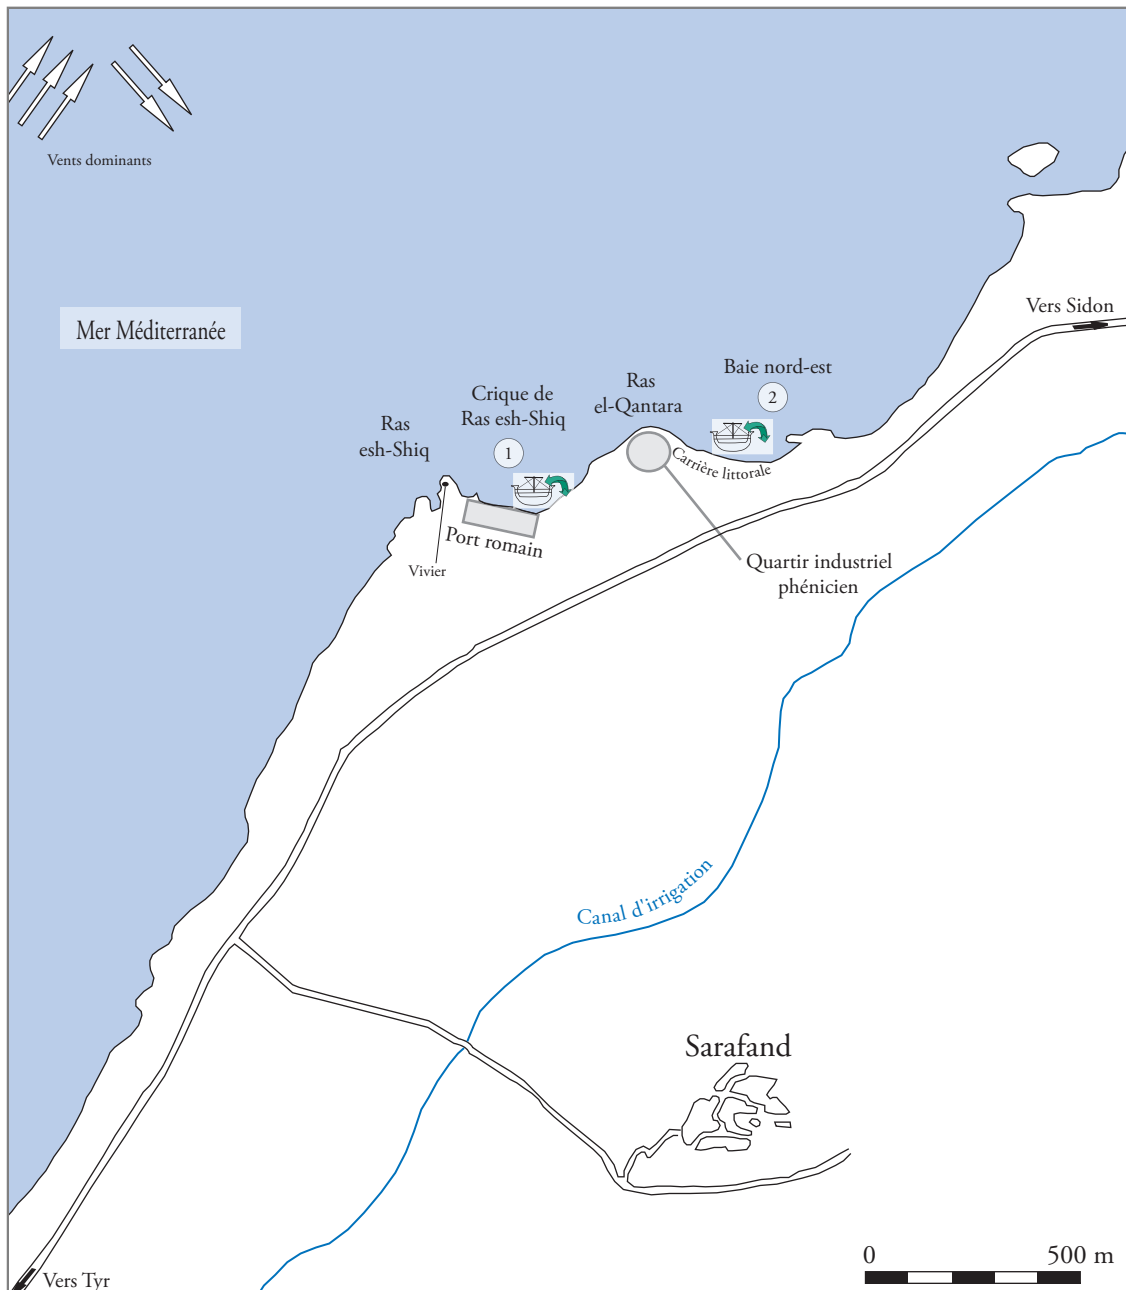 Vents dominants
Mer Méditerranée
Vers Sidon
Baie nord-est
2
Ras
el-Qantara
Crique de
Ras esh-Shiq
1
Ras
esh-Shiq
Carrière littorale
Port romain
Vivier
Quartir industriel
phénicien
Canal d'irrigation
Sarafand
0 500 m
Vers Tyr